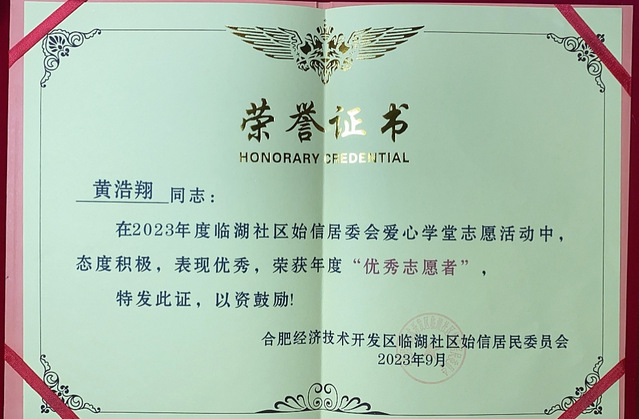 荣誉证书
HONORARY CREDENTIAL
黄浩翔 同志：
在2023年度临湖社区始信居委会爱心学堂志愿活动中，
态度积极，表现优秀，荣获年度“优秀志愿者”，
特发此证，以资鼓励!
合肥经济技术开发区临湖社区始信居民委员会
2023年9月